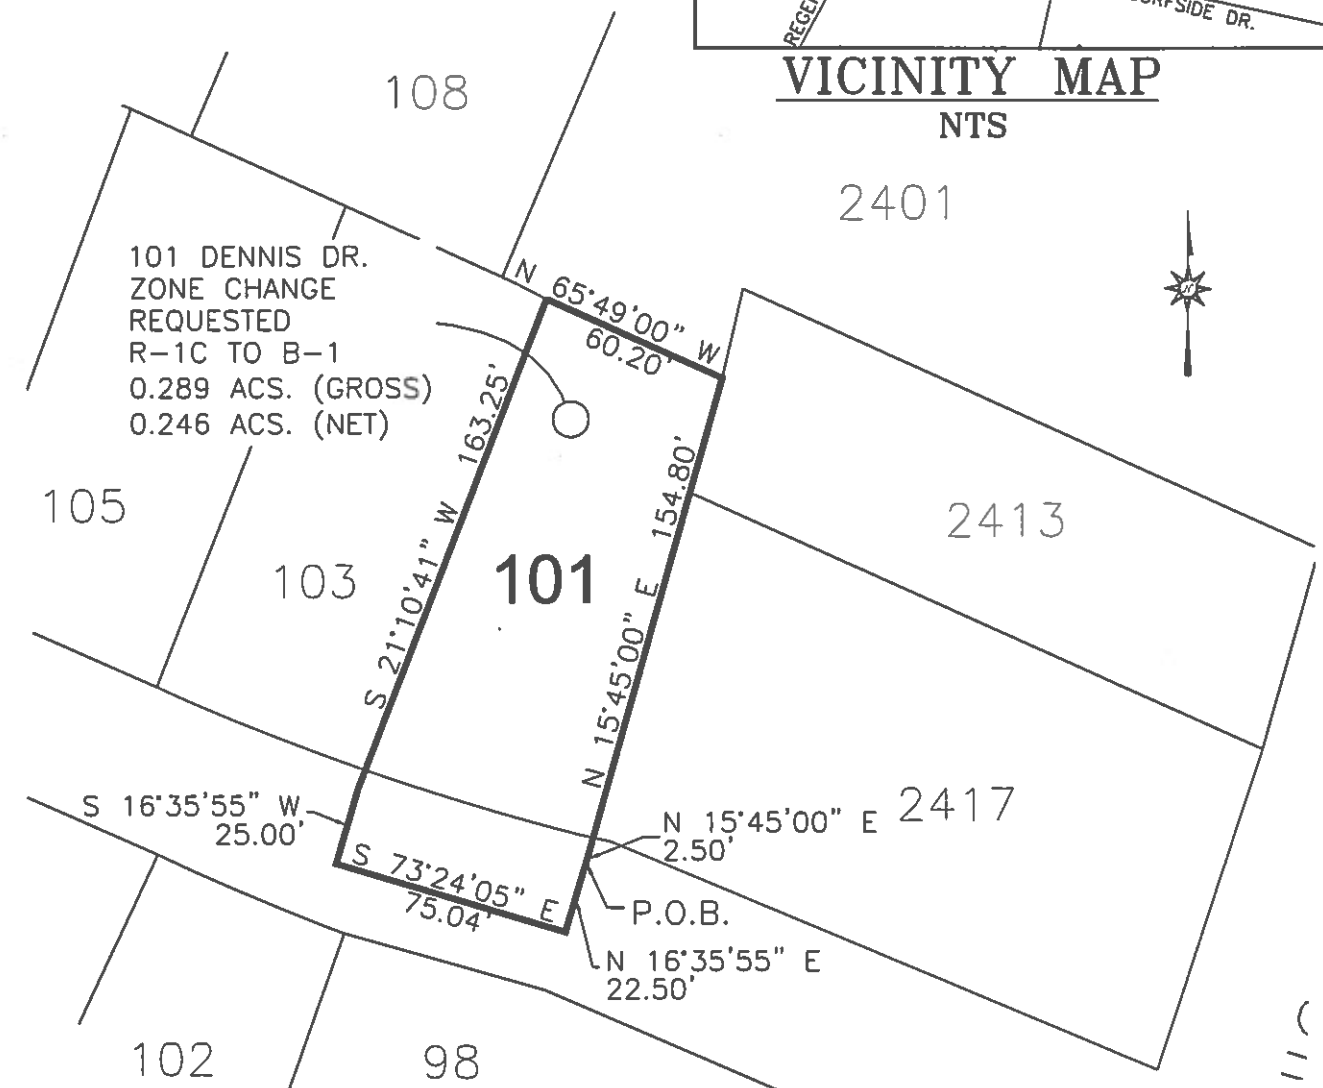 SIDE DR.
VICINITY MAP
NTS
108
2401
101 DENNIS DR.
ZONE CHANGE
REQUESTED
R-1C TO B-1
0.289 ACS. (GROSS)
0.246 ACS. (NET)
N 65°49'00" W
60.20'
N
S 21°10'41" W 163.25'
N 15°45'00" E 154.80'
105
103
101
2413
2417
S 16°35'55" W
25.00'
N 15°45'00" E
2.50'
S 73°24'05" E
75.04'
P.O.B.
N 16°35'55" E
22.50'
102
98